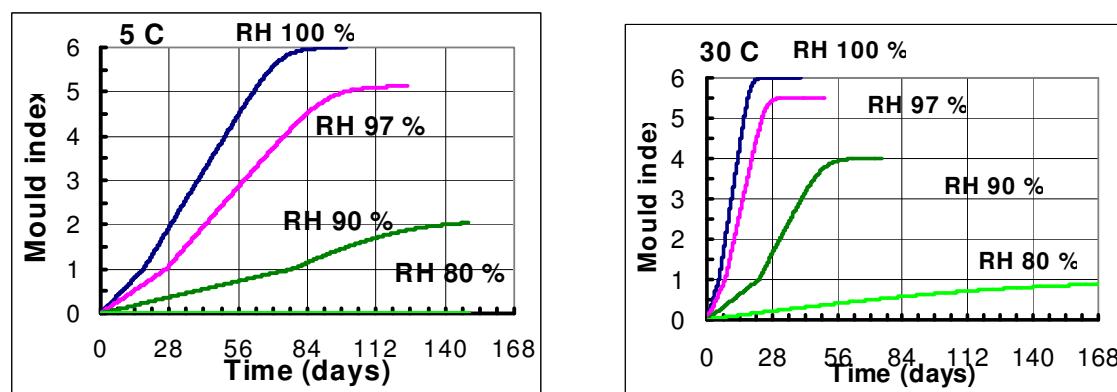 5 C
RH 100 %
6
5
4
3
2
1
0
Mould index
RH 97 %
RH 90 %
RH 80 %
0 28 56 84 112 140 168
Time (days)
30 C
RH 100 %
6
5
4
3
2
1
0
Mould index
RH 97 %
RH 90 %
RH 80 %
0 28 56 84 112 140 168
Time (days)